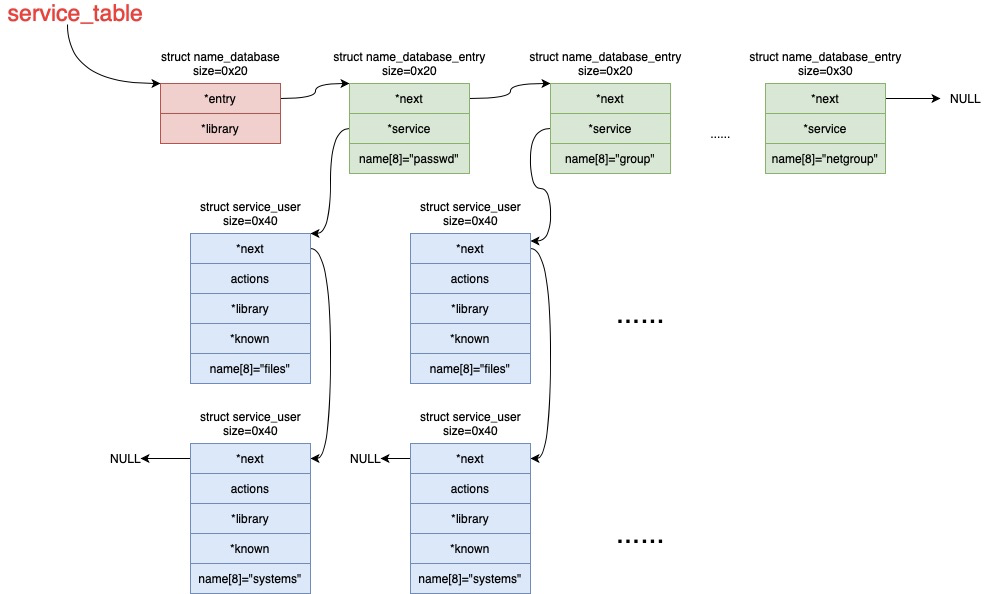 service_table
struct name_database
size=0x20
*entry
*library
struct name_database_entry
size=0x20
*next
*service
name[8]="passwd"
struct name_database_entry
size=0x20
*next
*service
name[8]="group"
......
struct name_database_entry
size=0x30
*next
*service
name[8]="netgroup"
NULL
struct service_user
size=0x40
*next
actions
*library
*known
name[8]="files"
struct service_user
size=0x40
*next
actions
*library
*known
name[8]="files"
......
NULL
struct service_user
size=0x40
*next
actions
*library
*known
name[8]="systems"
NULL
struct service_user
size=0x40
*next
actions
*library
*known
name[8]="systems"
......